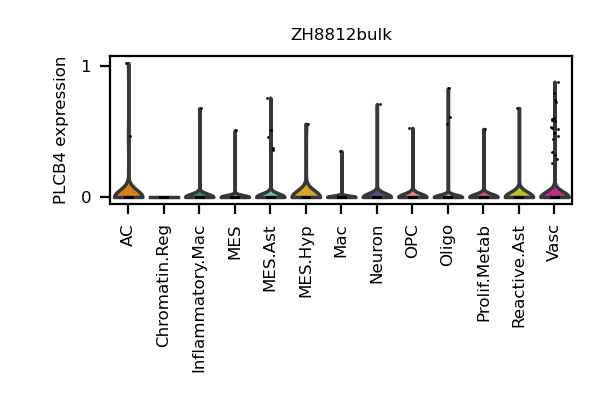 ZH8812bulk
PLCB4 expression
1
0
AC
Chromatin.Reg
Inflammatory.Mac
MES
MES.Ast
MES.Hyp
Mac
Neuron
OPC
Oligo
Prolif.Metab
Reactive.Ast
Vasc